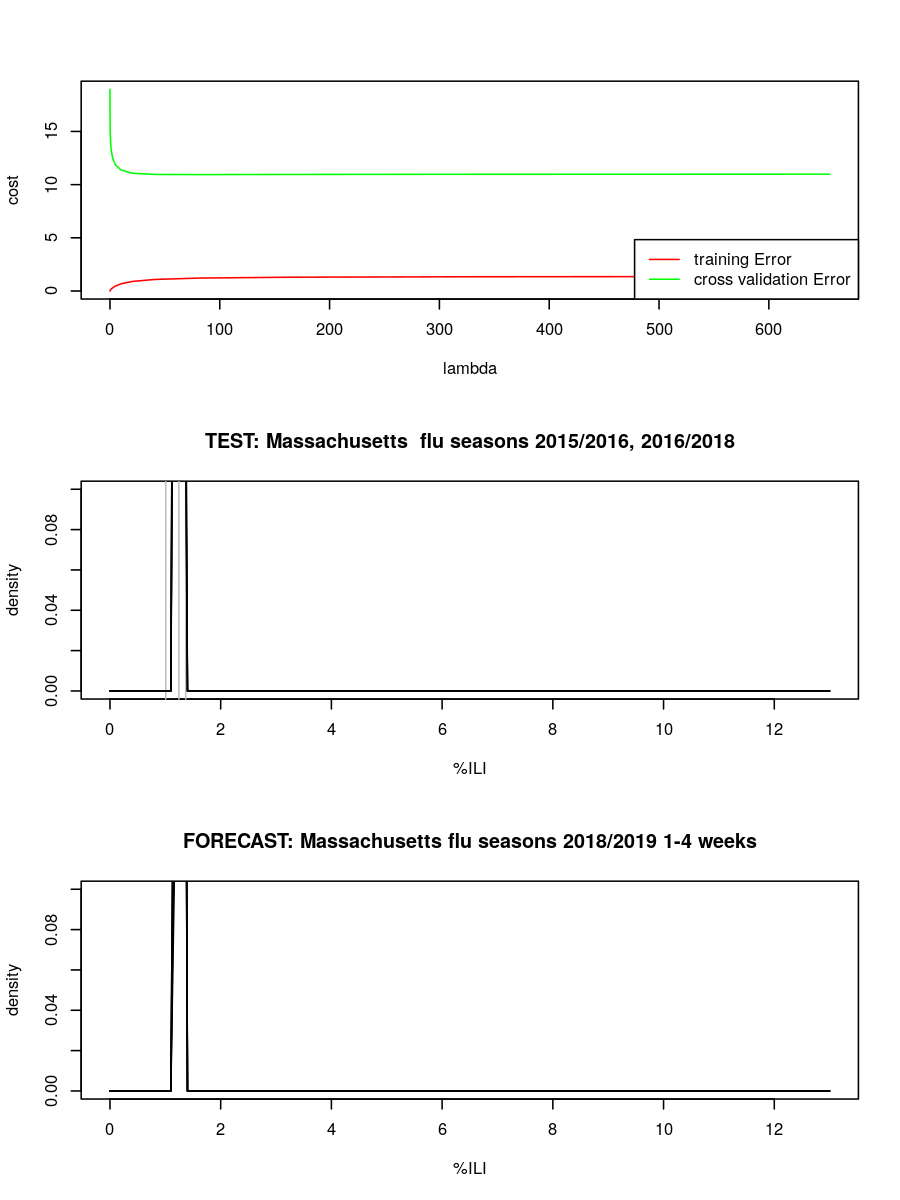 15
10
5
0
cost
training Error
cross validation Error
0 100 200 300 400 500 600
lambda
TEST: Massachusetts  flu seasons 2015/2016, 2016/2018
0.08
0.04
0.00
density
0 2 4 6 8 10 12
%ILI
FORECAST: Massachusetts flu seasons 2018/2019 1-4 weeks
0.08
0.04
0.00
density
0 2 4 6 8 10 12
%ILI